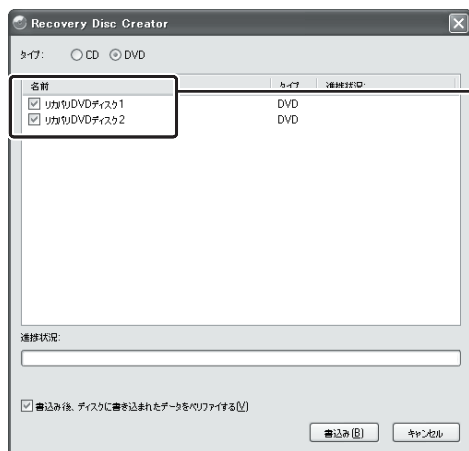 Recovery Disc Creator
タイプ: CD DVD
名前 タイプ 進捗状況:
リカバリDVDディスク1 DVD
リカバリDVDディスク2 DVD
進捗状況:
書込み後、ディスクに書き込まれたデータをベリファイする(V)
書込み(B) キャンセル